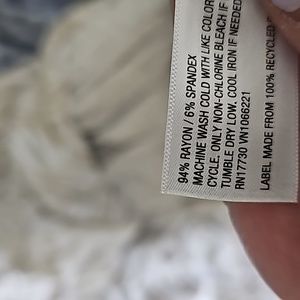 94% RAYON / 6% SPANDEX
MACHINE WASH COLD WITH LIKE COLOR
CYCLE. ONLY NON-CHLORINE BLEACH IF
TUMBLE DRY LOW. COOL IRON IF NEEDED
RN17730 VN1066221
LABEL MADE FROM 100% RECYCLED